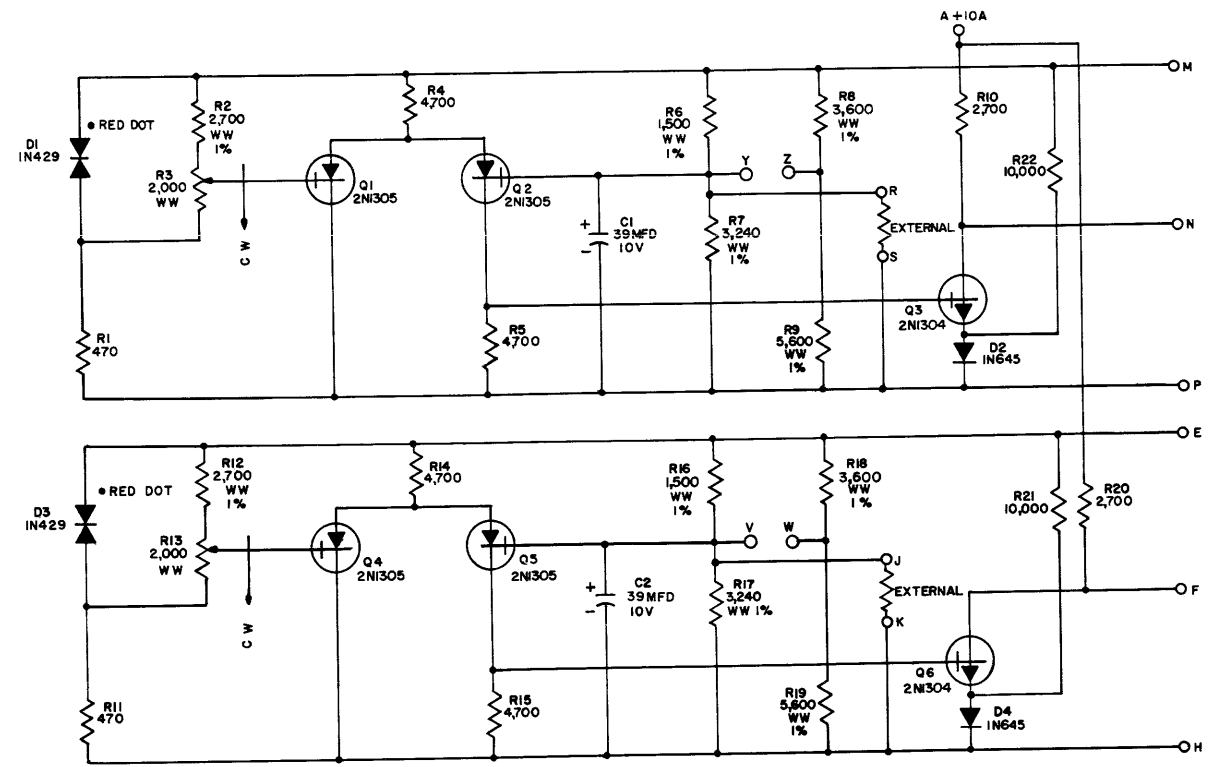 A +10A
M
R2
2,700
WW
1%
R4
4,700
R6
1,500
WW
1%
R8
3,600
WW
1%
R10
2,700
RED DOT
D1
1N429
R3
2,000
WW
Q1
2N1305
Q2
2N1305
Y
Z
R22
10,000
CW
+
-
C1
39MFD
10V
R7
3,240
WW
1%
R
EXTERNAL
S
N
R1
470
R5
4,700
R9
5,600
WW
1%
Q3
2N1304
D2
1N645
P
E
R12
2,700
WW
1%
R14
4,700
R16
1,500
WW
1%
R18
3,600
WW
1%
RED DOT
D3
1N429
R21
10,000
R20
2,700
R13
2,000
WW
Q4
2N1305
Q5
2N1305
V
W
CW
+
-
C2
39MFD
10V
R17
3,240
WW 1%
J
EXTERNAL
K
F
R11
470
R15
4,700
R19
5,600
WW
1%
Q6
2N1304
D4
1N645
H